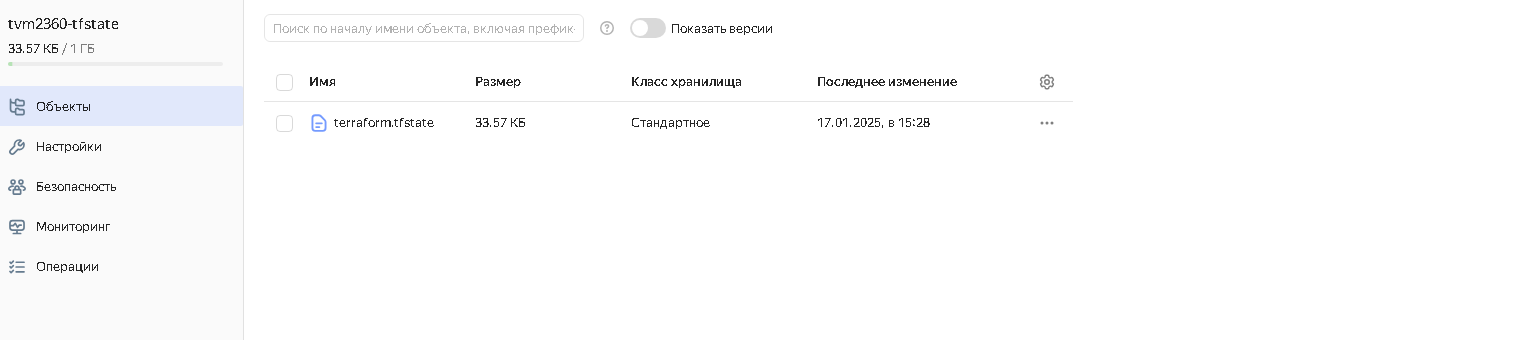 tvm2360-tfstate
33.57 КБ / 1 ГБ
Объекты
Настройки
Безопасность
Мониторинг
Операции
Поиск по началу имени объекта, включая префик
Показать версии
Имя Размер Класс хранилища Последнее изменение
terraform.tfstate 33.57 КБ Стандартное 17.01.2025, в 15:28